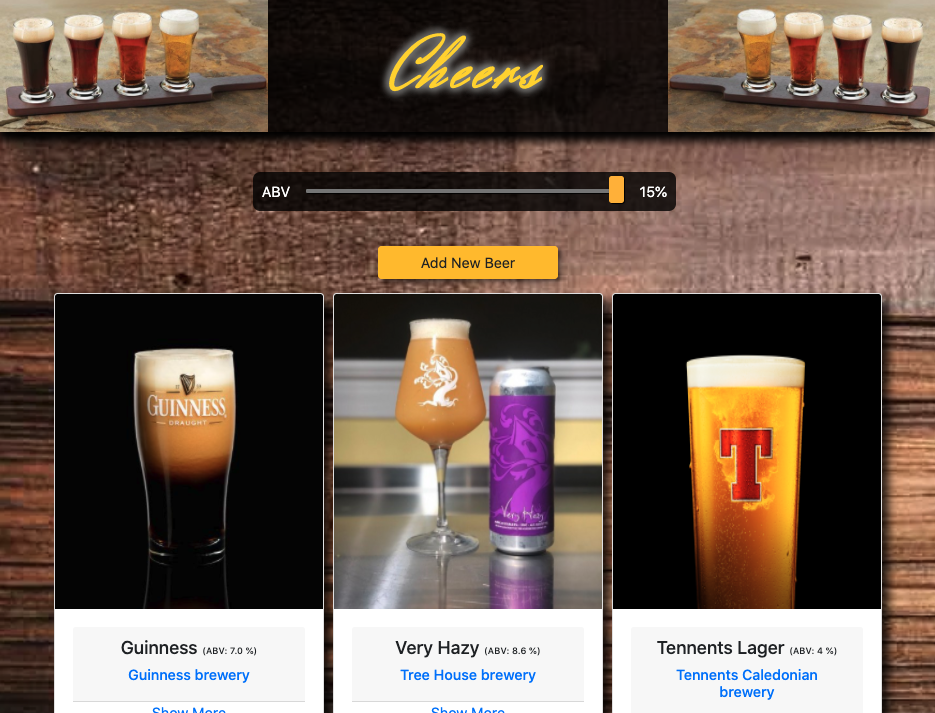 Cheers
ABV 15%
Add New Beer
GUINNESS
DRAUGHT
Very Hazy
T
Guinness (ABV: 7.0 %)
Guinness brewery
Show More
Very Hazy (ABV: 8.6 %)
Tree House brewery
Show More
Tennents Lager (ABV: 4 %)
Tennents Caledonian
brewery